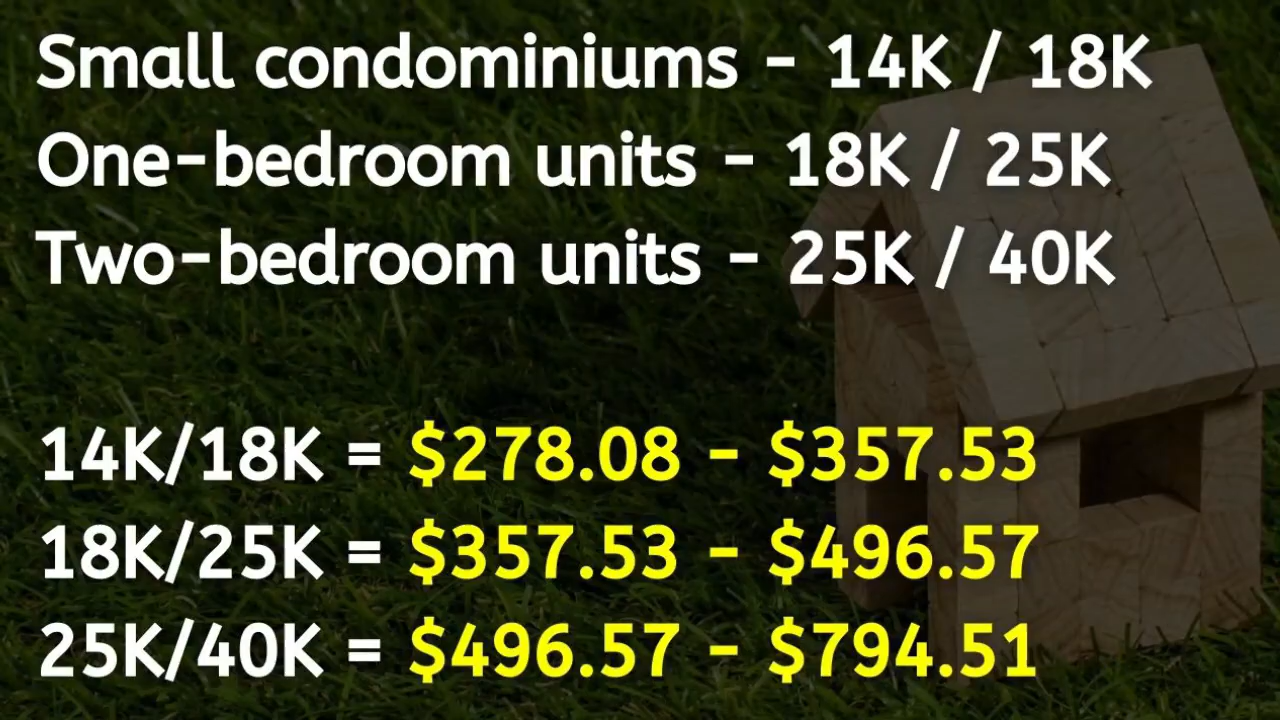 Small condominiums - 14K / 18K
One-bedroom units - 18K / 25K
Two-bedroom units - 25K / 40K
14K/18K = $278.08 - $357.53
18K/25K = $357.53 - $496.57
25K/40K = $496.57 - $794.51